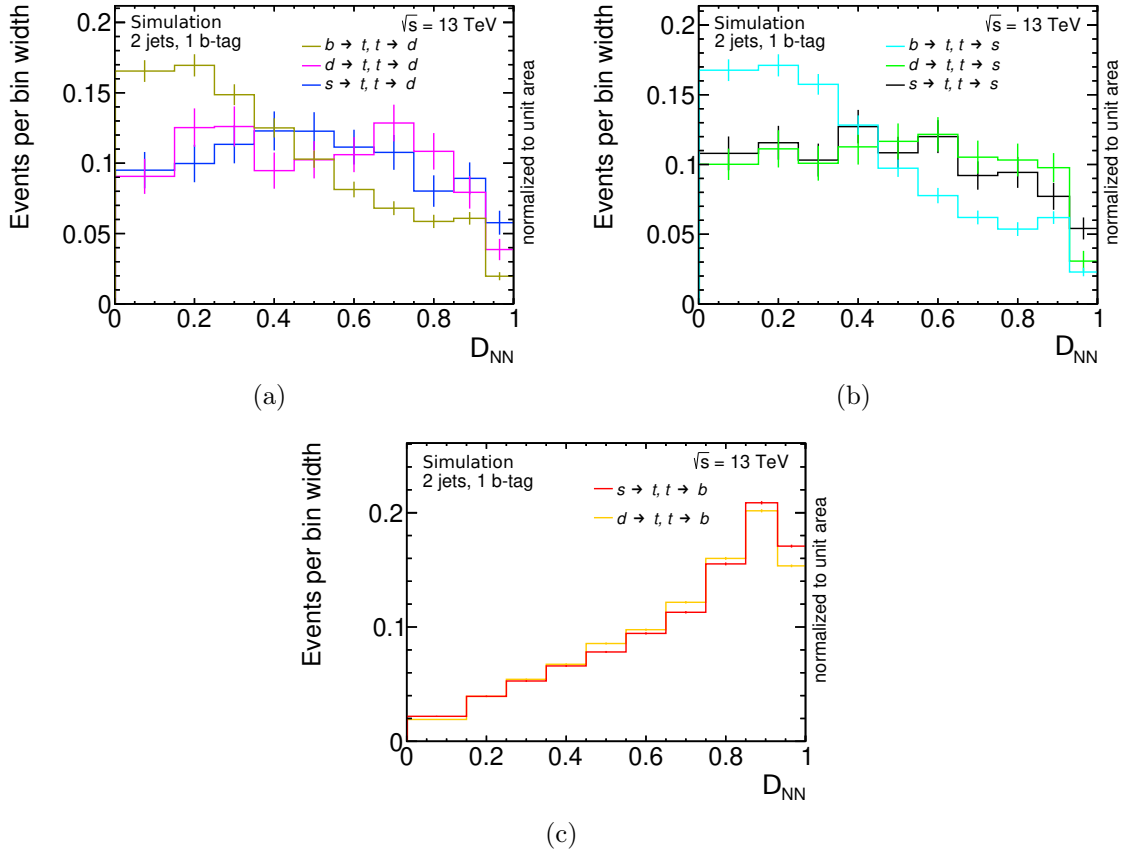 Events per bin width
0.2
0.15
0.1
0.05
0
Simulation
2 jets, 1 b-tag
√s = 13 TeV
b → t, t → d
d → t, t → d
s → t, t → d
normalized to unit area
0 0.2 0.4 0.6 0.8 1
D_NN
(a)
Events per bin width
0.2
0.15
0.1
0.05
0
Simulation
2 jets, 1 b-tag
√s = 13 TeV
b → t, t → s
d → t, t → s
s → t, t → s
normalized to unit area
0 0.2 0.4 0.6 0.8 1
D_NN
(b)
Events per bin width
0.2
0.1
0
Simulation
2 jets, 1 b-tag
√s = 13 TeV
s → t, t → b
d → t, t → b
normalized to unit area
0 0.2 0.4 0.6 0.8 1
D_NN
(c)